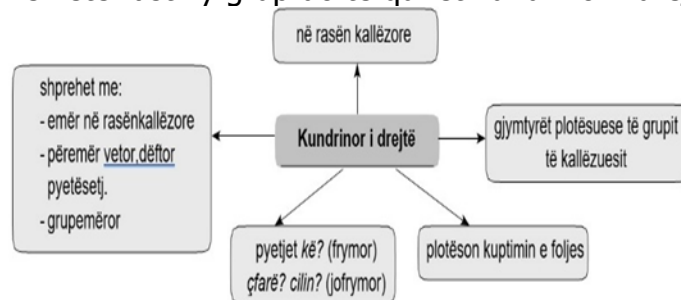 në rasën kallëzore
shprehet me:
- emër në rasënkallëzore
- përemër vetor,dëftor
pyetësetj.
- grupemëror
Kundrinor i drejtë
gjymtyrët plotësuese të grupit
të kallëzuesit
pyetjet kë? (frymor)
çfarë? cilin? (jofrymor)
plotëson kuptimin e foljes